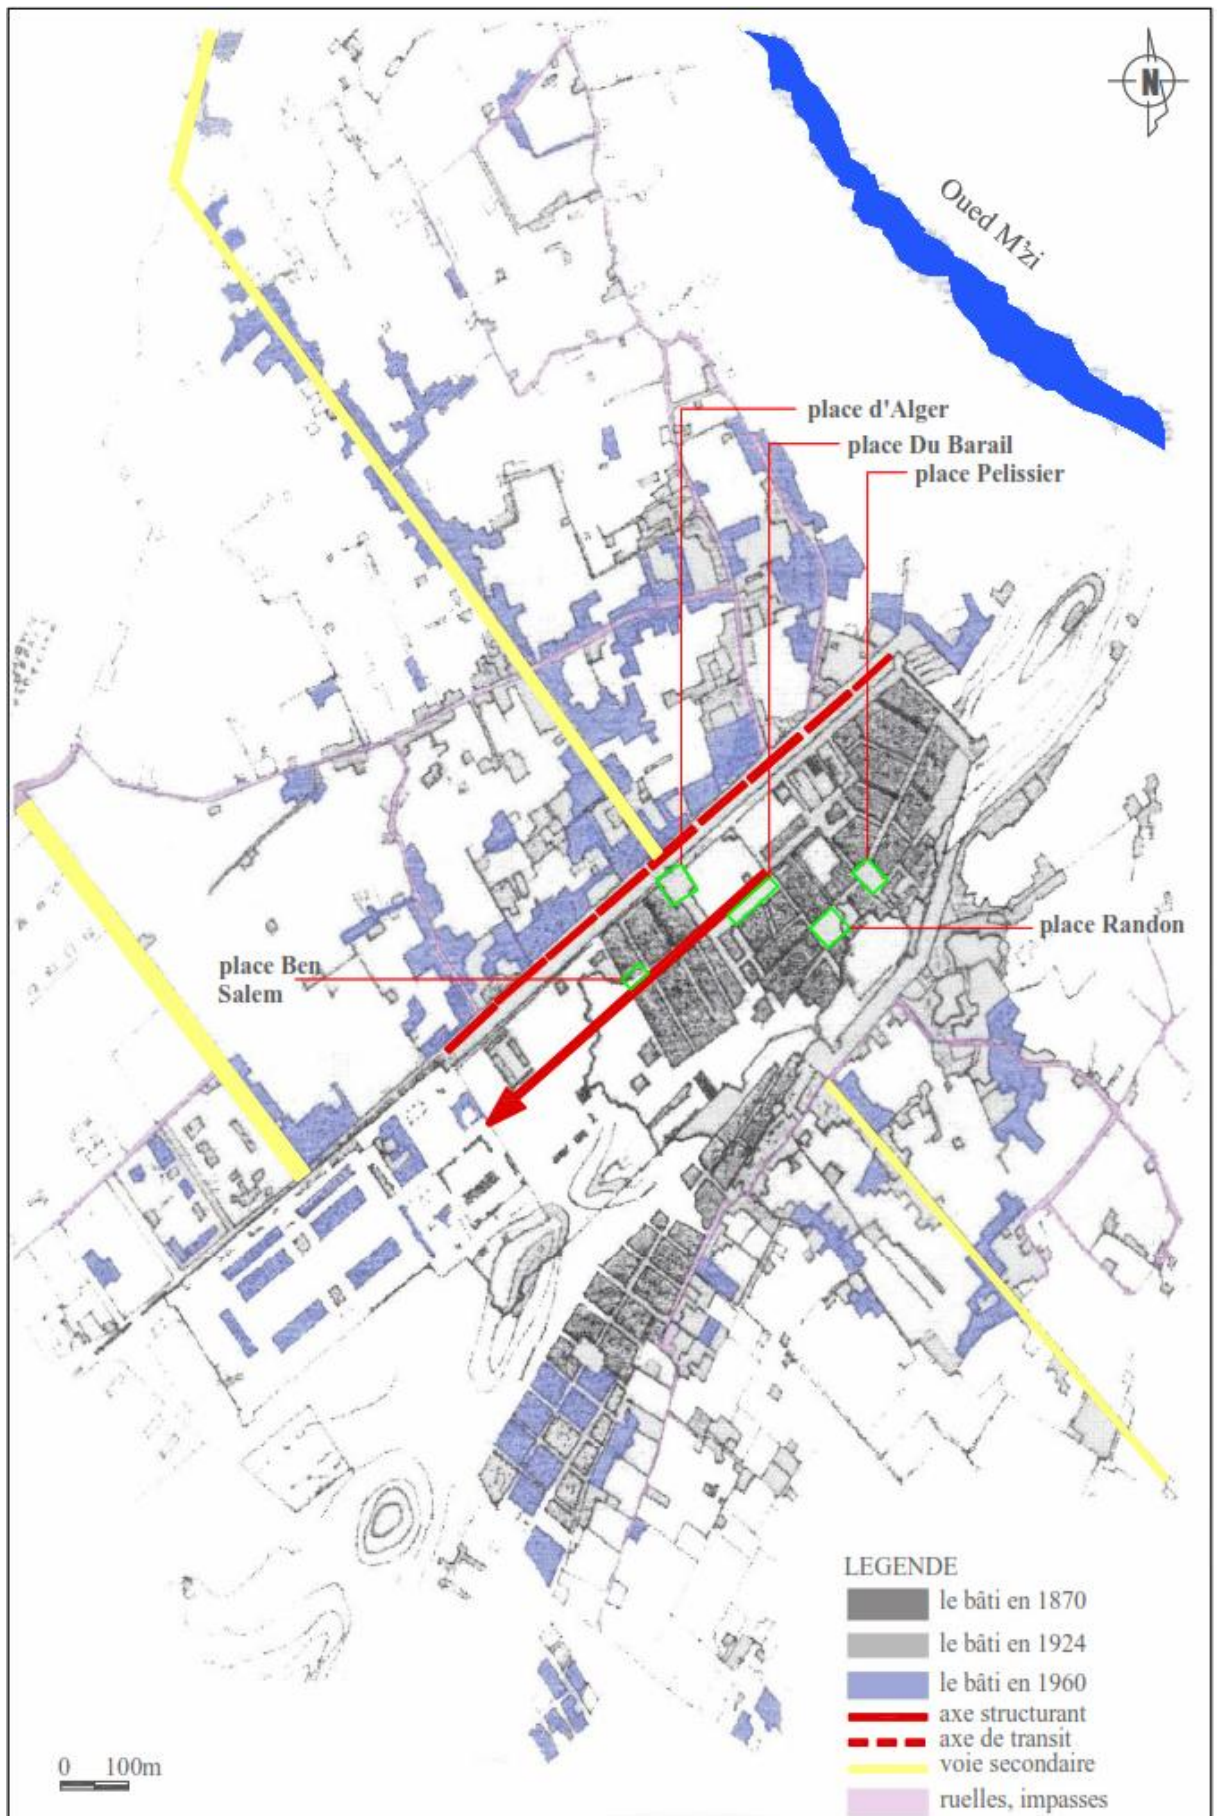 N
Oued M'zi
place d'Alger
place Du Barail
place Pelissier
place Randon
place Ben
Salem
LEGENDE
le bâti en 1870
le bâti en 1924
le bâti en 1960
axe structurant
axe de transit
voie secondaire
ruelles, impasses
0 100m